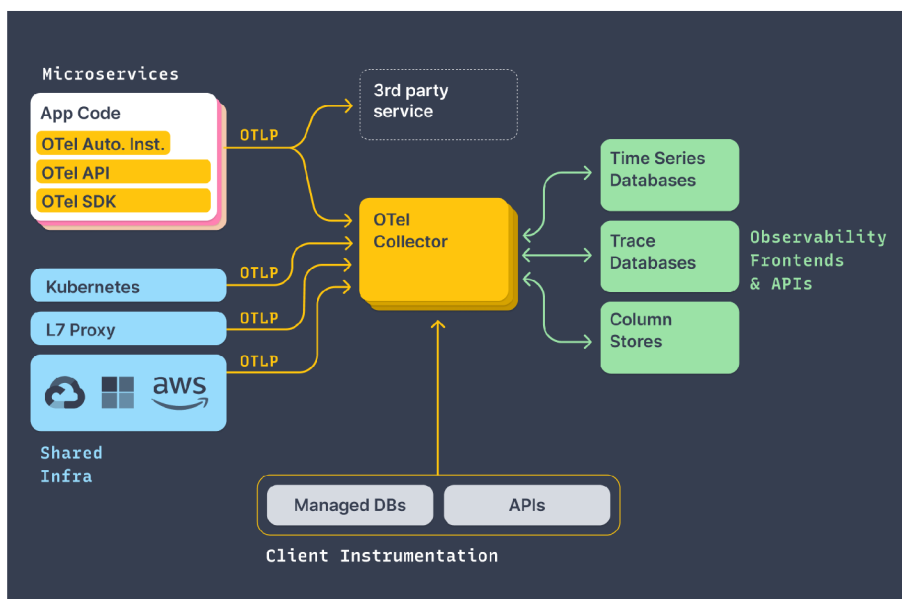 Microservices
App Code
OTel Auto. Inst.
OTel API
OTel SDK
OTLP
3rd party
service
OTel
Collector
Time Series
Databases
Trace
Databases
Column
Stores
Observability
Frontends
& APIs
Kubernetes
OTLP
L7 Proxy
OTLP
OTLP
aws
Shared
Infra
Managed DBs
APIs
Client Instrumentation